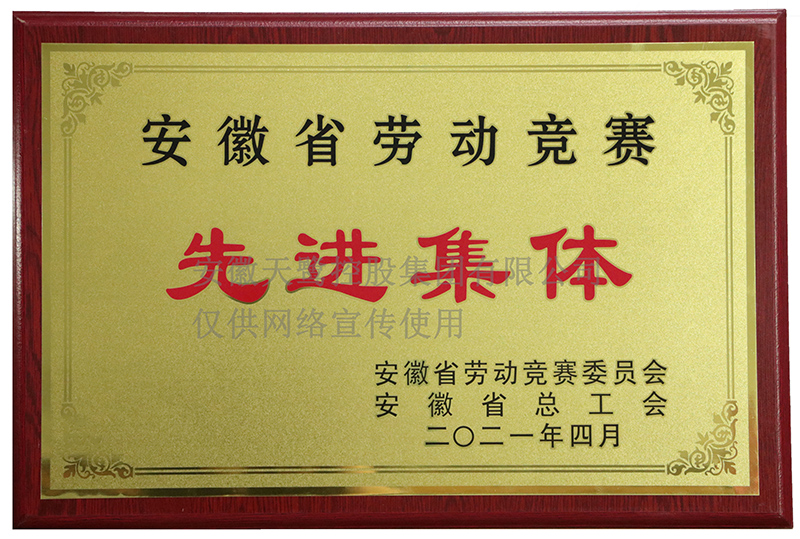 安徽省劳动竞赛
先进集体
仅供网络宣传使用
安徽省劳动竞赛委员会
安徽省总工会
二〇二一年四月